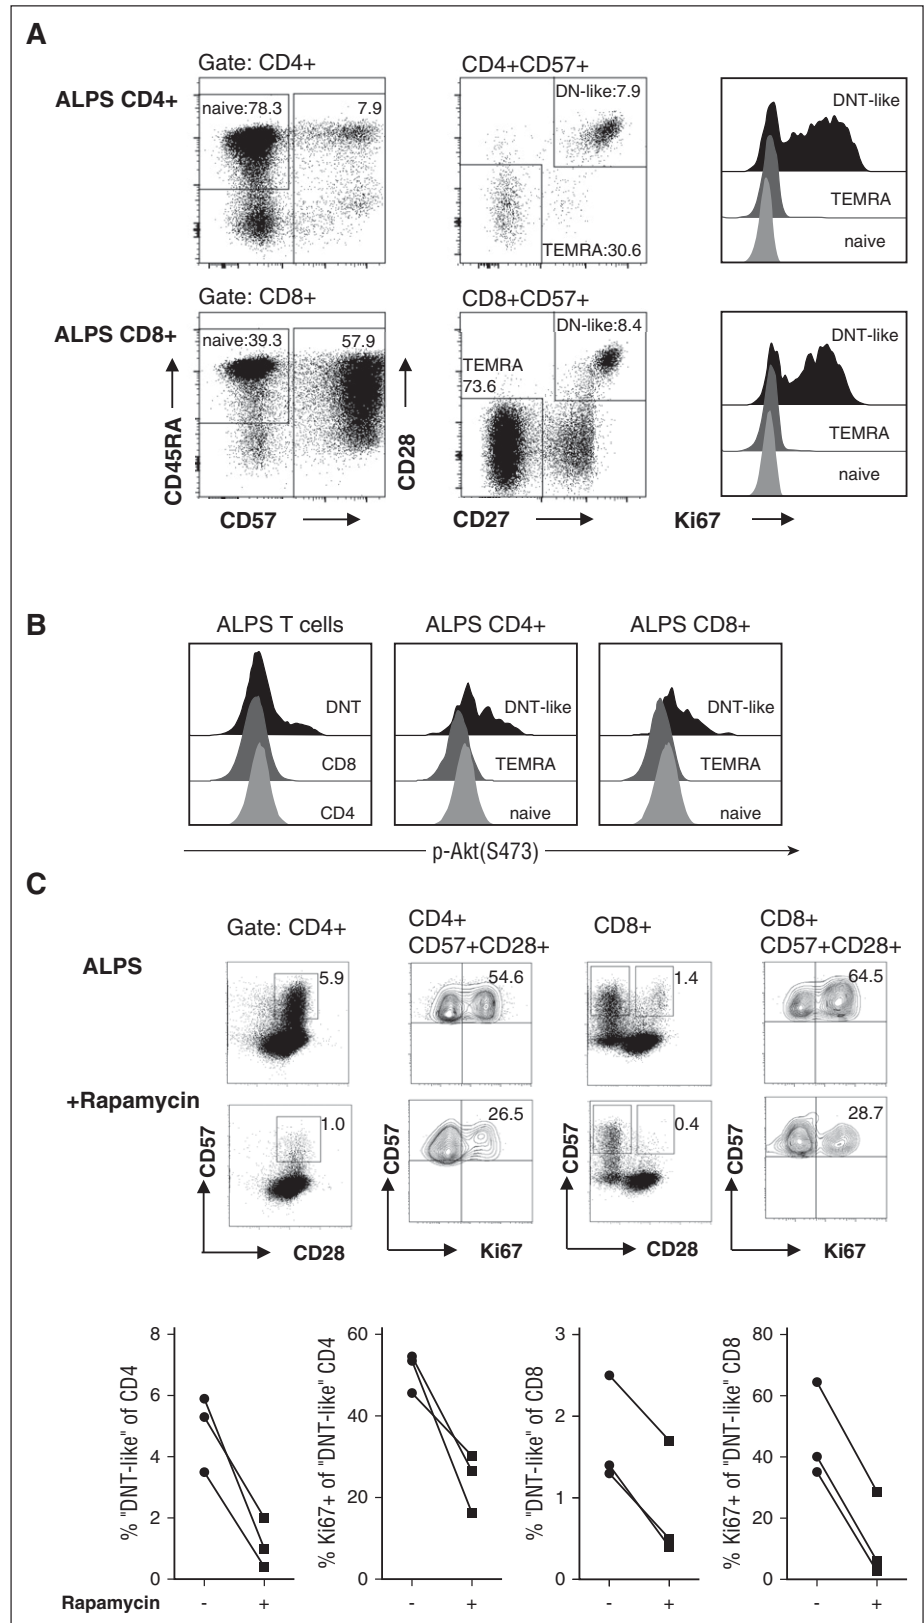 A
Gate: CD4+
CD4+CD57+
ALPS CD4+
naive:78.3
7.9
DN-like:7.9
TEMRA:30.6
DNT-like
TEMRA
naive
Gate: CD8+
CD8+CD57+
ALPS CD8+
naive:39.3
57.9
DN-like:8.4
TEMRA
73.6
DNT-like
TEMRA
naive
CD45RA
CD28
CD57
CD27
Ki67
B
ALPS T cells
ALPS CD4+
ALPS CD8+
DNT
CD8
CD4
DNT-like
TEMRA
naive
DNT-like
TEMRA
naive
p-Akt(S473)
C
Gate: CD4+
CD4+
CD57+CD28+
CD8+
CD8+
CD57+CD28+
ALPS
5.9
54.6
1.4
64.5
+Rapamycin
1.0
26.5
0.4
28.7
CD57
CD57
CD57
CD57
CD28
Ki67
CD28
Ki67
% "DNT-like" of CD4
8
6
4
2
0
% Ki67+ of "DNT-like" CD4
60
40
20
0
% "DNT-like" of CD8
3
2
1
0
% Ki67+ of "DNT-like" CD8
80
60
40
20
0
Rapamycin - + - + - + - +